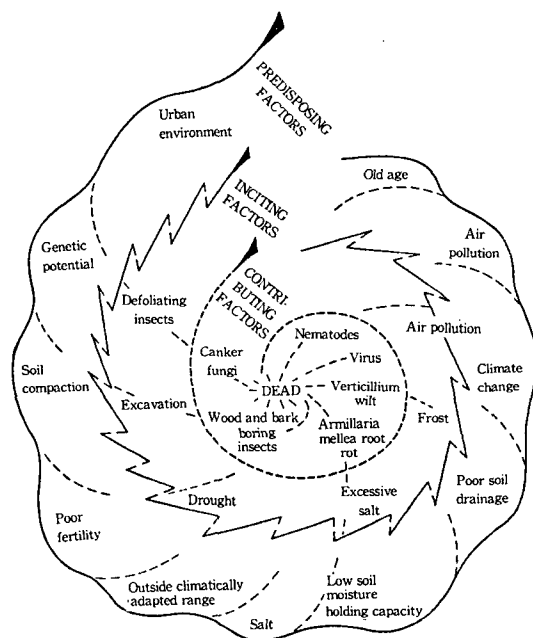 PREDISPOSING
FACTORS
INCITING
FACTORS
CONTRI-
BUTING
FACTORS
Urban
environment
Old age
Genetic
potential
Air
pollution
Defoliating
insects
Air pollution
Nematodes
Canker
fungi
Virus
Climate
change
Soil
compaction
Excavation
DEAD
Verticillium
wilt
Wood and bark
boring
insects
Armillaria
mellea root
rot
Frost
Poor
fertility
Drought
Excessive
salt
Poor soil
drainage
Outside climatically
adapted range
Salt
Low soil
moisture
holding capacity